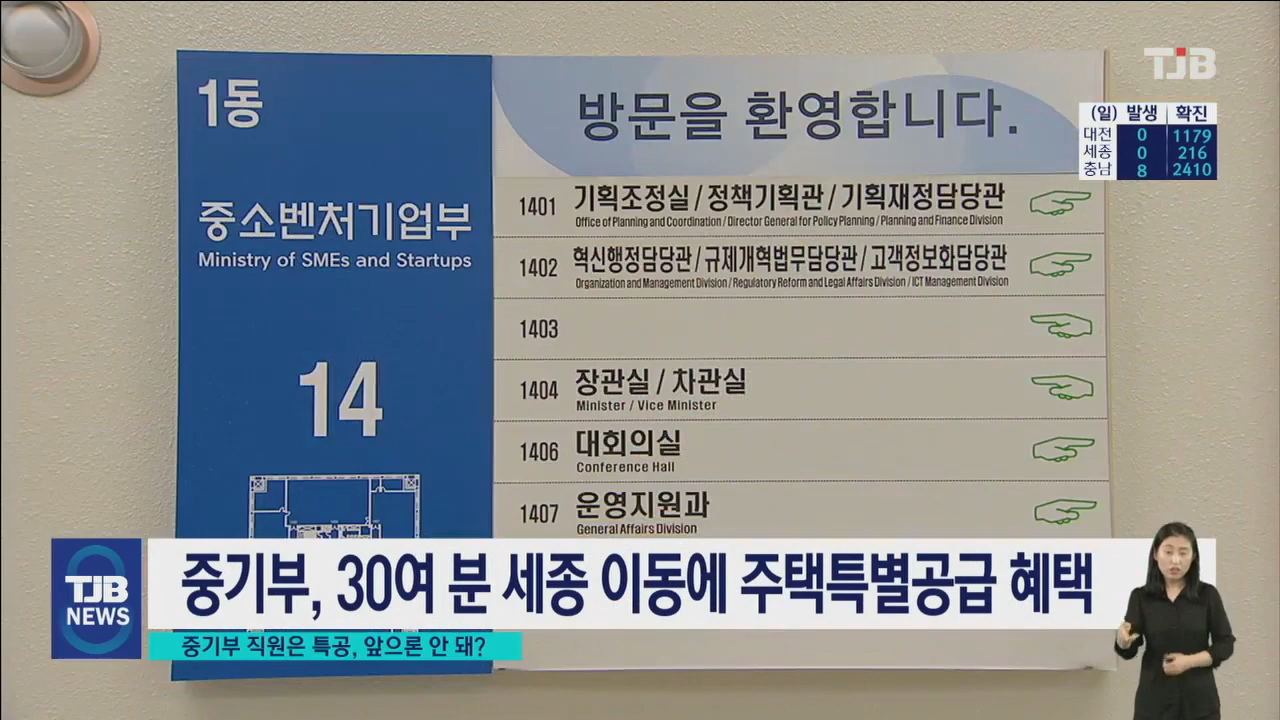 TJB
(일) 발생 확진
대전 0 1179
세종 0 216
충남 8 2410
1동
중소벤처기업부
Ministry of SMEs and Startups
14
방문을 환영합니다.
1401 기획조정실 / 정책기획관 / 기획재정담당관
Office of Planning and Coordination / Director General for Policy Planning / Planning and Finance Division
1402 혁신행정담당관 / 규제개혁법무담당관 / 고객정보화담당관
Organization and Management Division / Regulatory Reform and Legal Affairs Division / ICT Management Division
1403
1404 장관실 / 차관실
Minister / Vice Minister
1406 대회의실
Conference Hall
1407 운영지원과
General Affairs Division
TJB
NEWS
중기부, 30여 분 세종 이동에 주택특별공급 혜택
중기부 직원은 특공, 앞으론 안 돼?